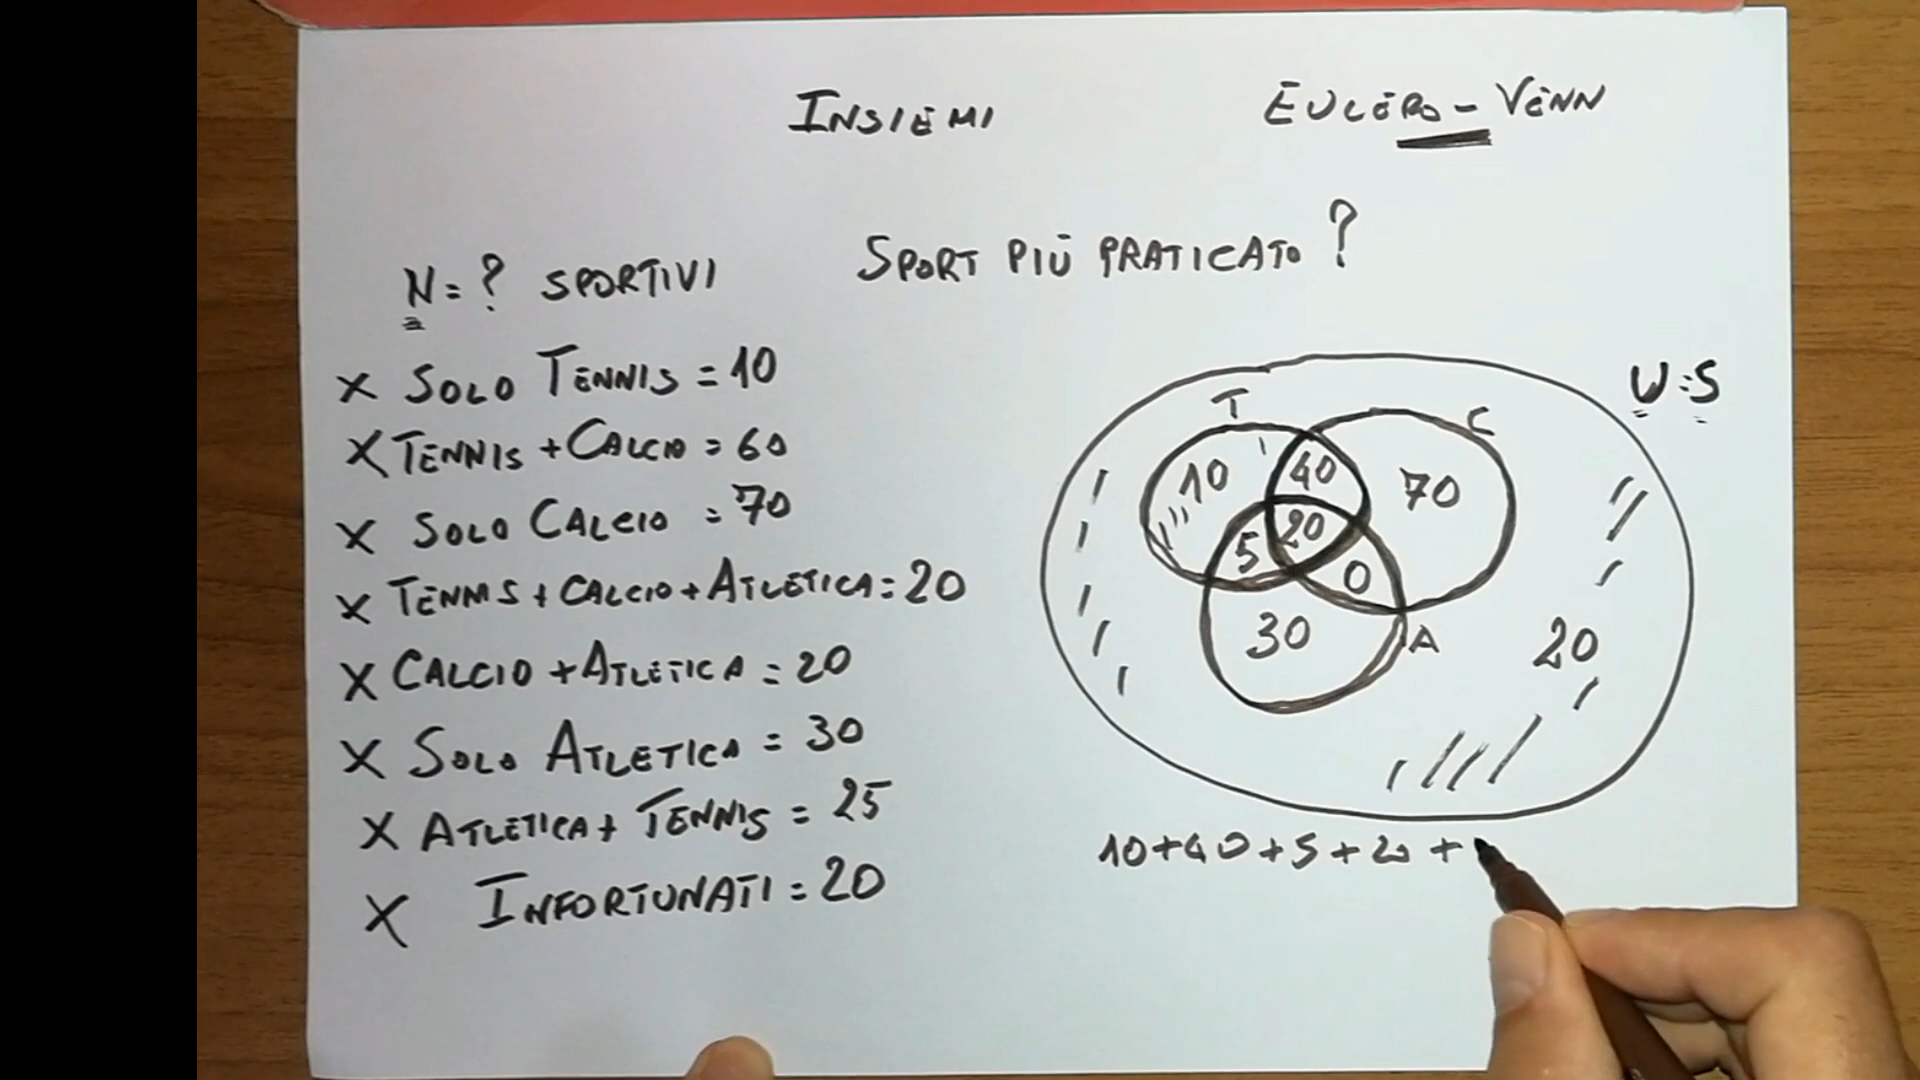 INSIEMI
EULERO-VENN
N=? SPORTIVI
SPORT PIÙ PRATICATO?
X SOLO TENNIS = 10
X TENNIS + CALCIO = 60
X SOLO CALCIO = 70
X TENNIS + CALCIO + ATLETICA = 20
X CALCIO + ATLETICA = 20
X SOLO ATLETICA = 30
X ATLETICA + TENNIS = 25
X INFORTUNATI = 20
U=S
T
C
10
40
70
5
20
0
30
A
20
10+40+5+20+